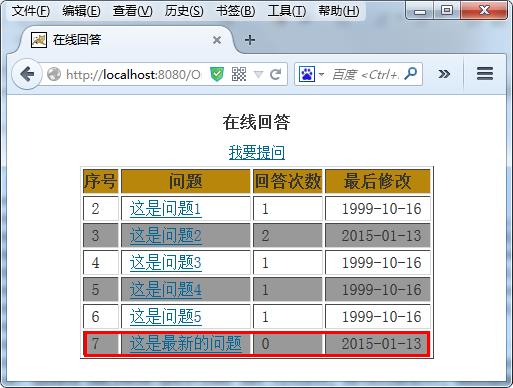 文件(F) 编辑(E) 查看(V) 历史(S) 书签(B) 工具(T) 帮助(H)
在线回答
http://localhost:8080/O 百度 <Ctrl+.
在线回答
我要提问
序号 问题 回答次数 最后修改
2 这是问题1 1 1999-10-16
3 这是问题2 2 2015-01-13
4 这是问题3 1 1999-10-16
5 这是问题4 1 1999-10-16
6 这是问题5 1 1999-10-16
7 这是最新的问题 0 2015-01-13